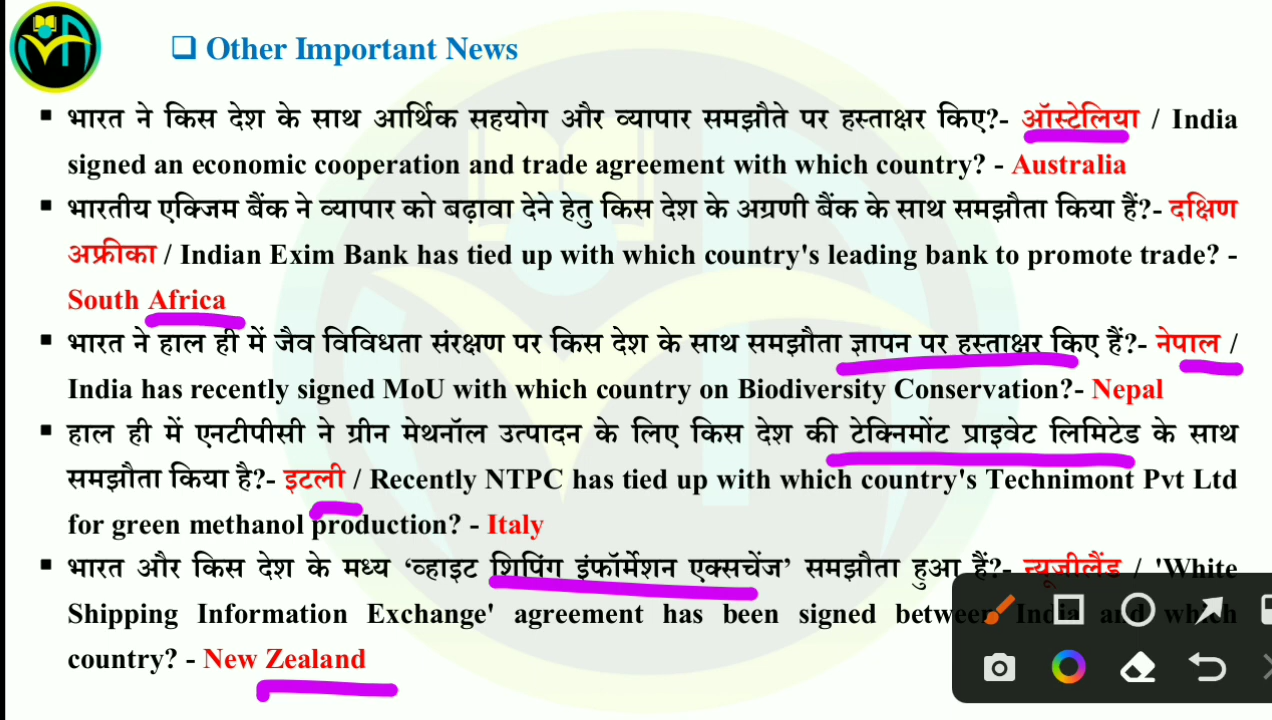 Other Important News
भारत ने किस देश के साथ आर्थिक सहयोग और व्यापार समझौते पर हस्ताक्षर किए?- ऑस्टेलिया / India
signed an economic cooperation and trade agreement with which country? - Australia
भारतीय एक्जिम बैंक ने व्यापार को बढ़ावा देने हेतु किस देश के अग्रणी बैंक के साथ समझौता किया हैं?- दक्षिण
अफ्रीका / Indian Exim Bank has tied up with which country's leading bank to promote trade? -
South Africa
भारत ने हाल ही में जैव विविधता संरक्षण पर किस देश के साथ समझौता ज्ञापन पर हस्ताक्षर किए हैं?- नेपाल /
India has recently signed MoU with which country on Biodiversity Conservation?- Nepal
हाल ही में एनटीपीसी ने ग्रीन मेथनॉल उत्पादन के लिए किस देश की टेक्निमोंट प्राइवेट लिमिटेड के साथ
समझौता किया है?- इटली / Recently NTPC has tied up with which country's Technimont Pvt Ltd
for green methanol production? - Italy
भारत और किस देश के मध्य ‘व्हाइट शिपिंग इंफॉर्मेशन एक्सचेंज’ समझौता हुआ हैं?- न्यूजीलैंड / 'White
Shipping Information Exchange' agreement has been signed between India and which
country? - New Zealand